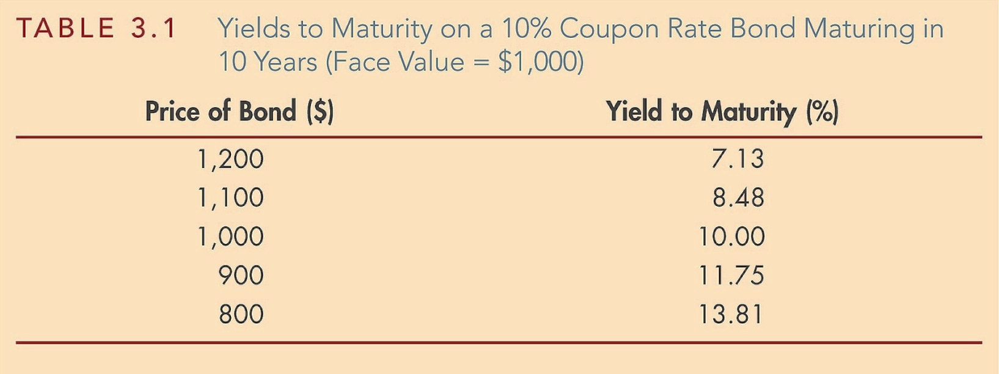 TABLE 3.1 Yields to Maturity on a 10% Coupon Rate Bond Maturing in
10 Years (Face Value = $1,000)
Price of Bond ($) Yield to Maturity (%)
1,200 7.13
1,100 8.48
1,000 10.00
900 11.75
800 13.81